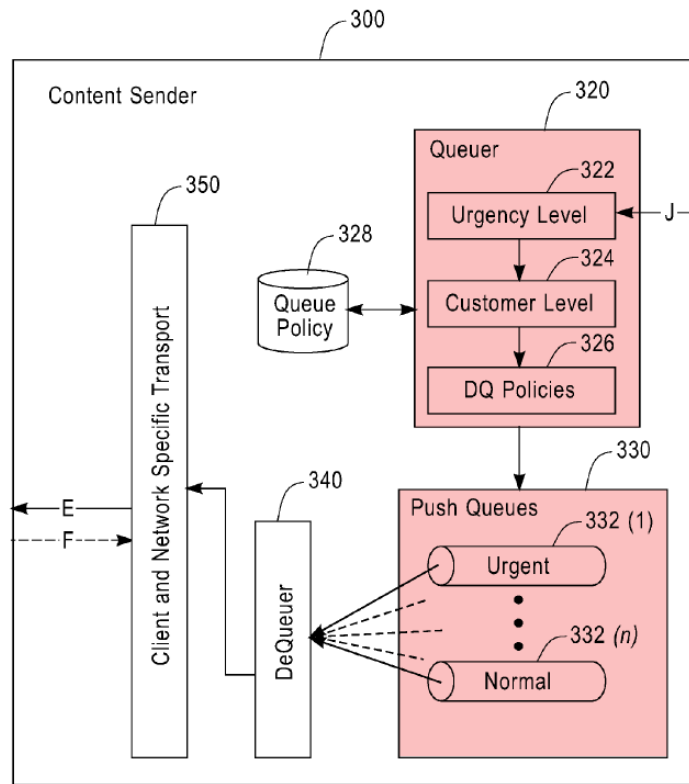 300
Content Sender
320
Queuer
322
Urgency Level
J
350
328
324
Queue
Policy
Customer Level
326
DQ Policies
Client and Network Specific Transport
330
340
Push Queues
E
332 (1)
F
Urgent
DeQueuer
332 (n)
Normal